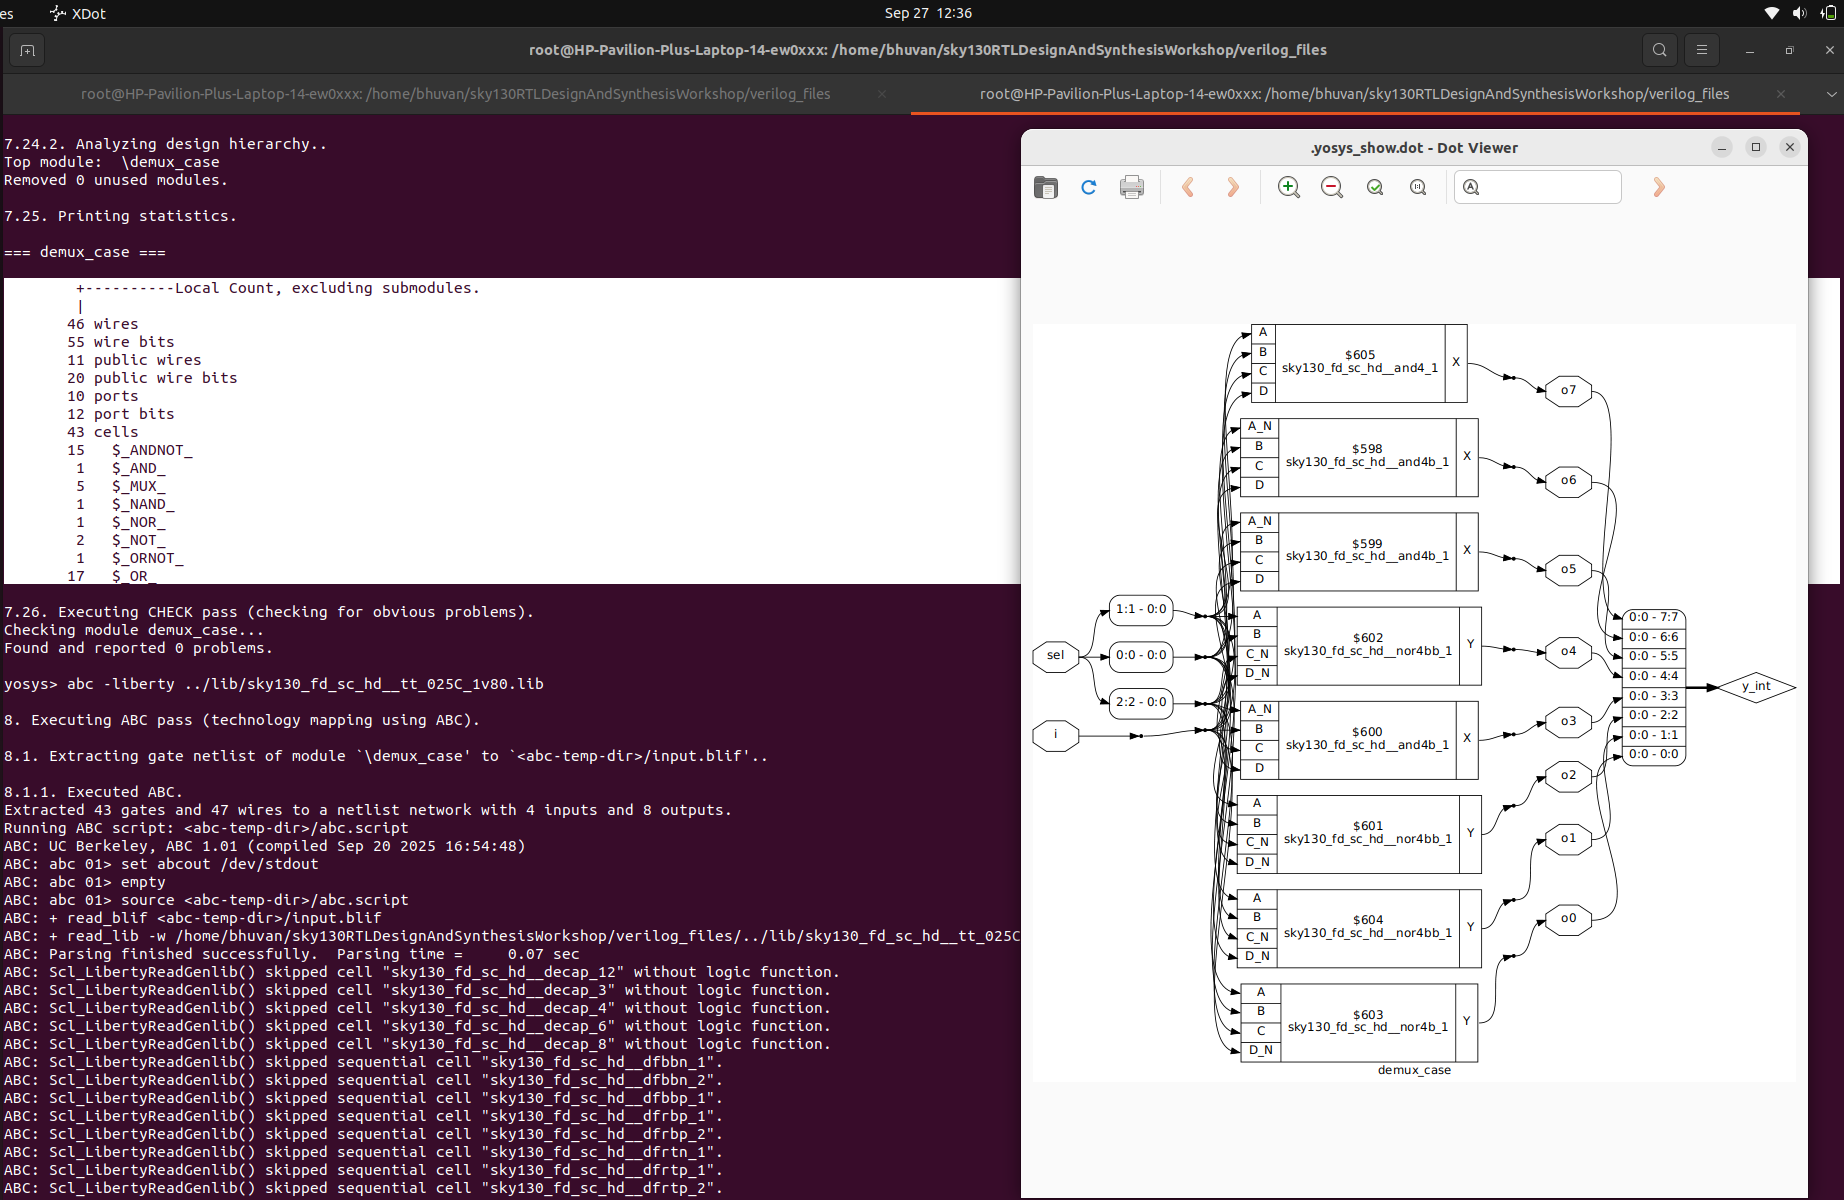 es
XDot
Sep 27 12:36
root@HP-Pavilion-Plus-Laptop-14-ew0xxx: /home/bhuvan/sky130RTLDesignAndSynthesisWorkshop/verilog_files
root@HP-Pavilion-Plus-Laptop-14-ew0xxx: /home/bhuvan/sky130RTLDesignAndSynthesisWorkshop/verilog_files
root@HP-Pavilion-Plus-Laptop-14-ew0xxx: /home/bhuvan/sky130RTLDesignAndSynthesisWorkshop/verilog_files
7.24.2. Analyzing design hierarchy..
Top module:  \demux_case
Removed 0 unused modules.
7.25. Printing statistics.
=== demux_case ===
+----------Local Count, excluding submodules.
|
46 wires
55 wire bits
11 public wires
20 public wire bits
10 ports
12 port bits
43 cells
15   $_ANDNOT_
1   $_AND_
5   $_MUX_
1   $_NAND_
1   $_NOR_
2   $_NOT_
1   $_ORNOT_
17   $_OR_
7.26. Executing CHECK pass (checking for obvious problems).
Checking module demux_case...
Found and reported 0 problems.
yosys> abc -liberty ../lib/sky130_fd_sc_hd__tt_025C_1v80.lib
8. Executing ABC pass (technology mapping using ABC).
8.1. Extracting gate netlist of module `\demux_case' to `<abc-temp-dir>/input.blif'..
8.1.1. Executed ABC.
Extracted 43 gates and 47 wires to a netlist network with 4 inputs and 8 outputs.
Running ABC script: <abc-temp-dir>/abc.script
ABC: UC Berkeley, ABC 1.01 (compiled Sep 20 2025 16:54:48)
ABC: abc 01> set abcout /dev/stdout
ABC: abc 01> empty
ABC: abc 01> source <abc-temp-dir>/abc.script
ABC: + read_blif <abc-temp-dir>/input.blif
ABC: + read_lib -w /home/bhuvan/sky130RTLDesignAndSynthesisWorkshop/verilog_files/../lib/sky130_fd_sc_hd__tt_025C
ABC: Parsing finished successfully.  Parsing time =     0.07 sec
ABC: Scl_LibertyReadGenlib() skipped cell "sky130_fd_sc_hd__decap_12" without logic function.
ABC: Scl_LibertyReadGenlib() skipped cell "sky130_fd_sc_hd__decap_3" without logic function.
ABC: Scl_LibertyReadGenlib() skipped cell "sky130_fd_sc_hd__decap_4" without logic function.
ABC: Scl_LibertyReadGenlib() skipped cell "sky130_fd_sc_hd__decap_6" without logic function.
ABC: Scl_LibertyReadGenlib() skipped cell "sky130_fd_sc_hd__decap_8" without logic function.
ABC: Scl_LibertyReadGenlib() skipped sequential cell "sky130_fd_sc_hd__dfbbn_1".
ABC: Scl_LibertyReadGenlib() skipped sequential cell "sky130_fd_sc_hd__dfbbn_2".
ABC: Scl_LibertyReadGenlib() skipped sequential cell "sky130_fd_sc_hd__dfbbp_1".
ABC: Scl_LibertyReadGenlib() skipped sequential cell "sky130_fd_sc_hd__dfrbp_1".
ABC: Scl_LibertyReadGenlib() skipped sequential cell "sky130_fd_sc_hd__dfrbp_2".
ABC: Scl_LibertyReadGenlib() skipped sequential cell "sky130_fd_sc_hd__dfrtn_1".
ABC: Scl_LibertyReadGenlib() skipped sequential cell "sky130_fd_sc_hd__dfrtp_1".
ABC: Scl_LibertyReadGenlib() skipped sequential cell "sky130_fd_sc_hd__dfrtp_2".
.yosys_show.dot - Dot Viewer
sel
i
1:1 - 0:0
0:0 - 0:0
2:2 - 0:0
A
B
C
D
$605
sky130_fd_sc_hd__and4_1
X
A_N
B
C
D
$598
sky130_fd_sc_hd__and4b_1
X
A_N
B
C
D
$599
sky130_fd_sc_hd__and4b_1
X
A
B
C_N
D_N
$602
sky130_fd_sc_hd__nor4bb_1
Y
A_N
B
C
D
$600
sky130_fd_sc_hd__and4b_1
X
A
B
C_N
D_N
$601
sky130_fd_sc_hd__nor4bb_1
Y
A
B
C_N
D_N
$604
sky130_fd_sc_hd__nor4bb_1
Y
A
B
C
D_N
$603
sky130_fd_sc_hd__nor4b_1
Y
o7
o6
o5
o4
o3
o2
o1
o0
0:0 - 7:7
0:0 - 6:6
0:0 - 5:5
0:0 - 4:4
0:0 - 3:3
0:0 - 2:2
0:0 - 1:1
0:0 - 0:0
y_int
demux_case